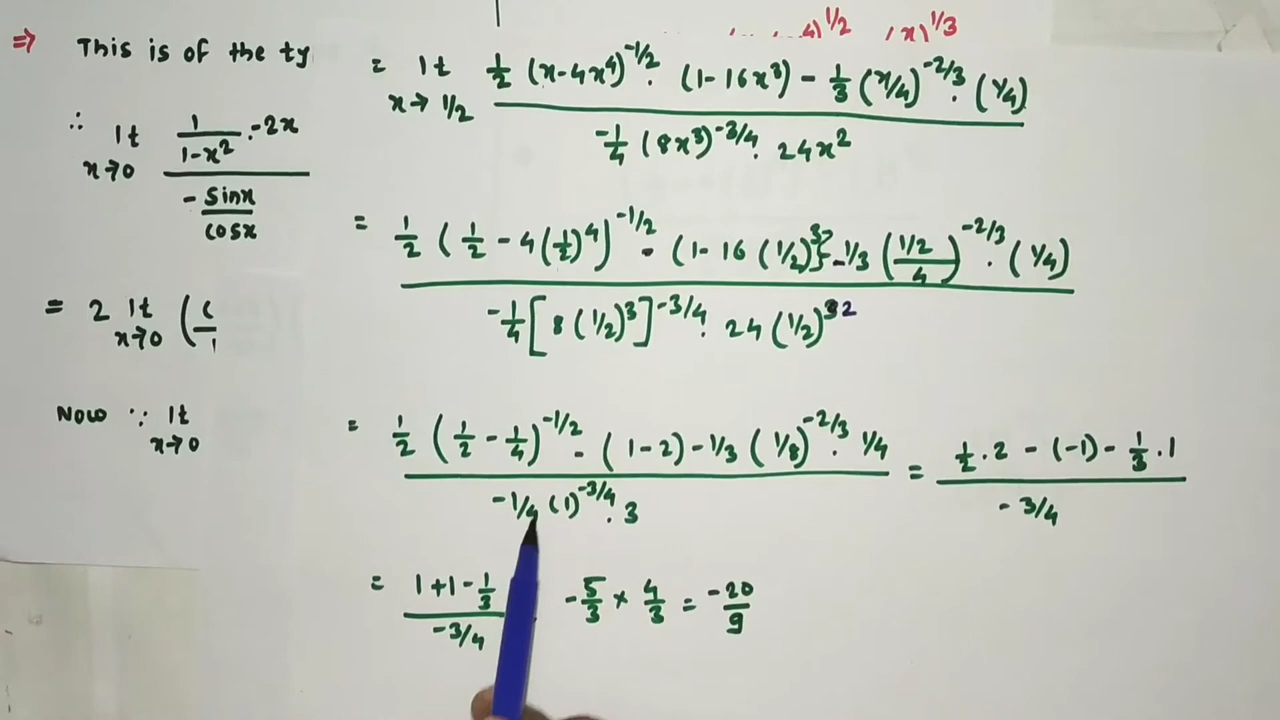 4)^{1/2} (x)^{1/3}
⇒ This is of the ty
∴ lt x→0 (1/(1-x²) · -2x) / (-sinx/cosx)
= 2 lt x→0 (
Now ∵ lt x→0
= lt x→1/2 (1/2 (x-4x⁴)^{-1/2} · (1-16x³) - 1/3 (x/4)^{-2/3} · (1/4)) / (-1/4 (8x³)^{-3/4} · 24x²)
= (1/2 (1/2 - 4(1/2)⁴)^{-1/2} - (1-16 (1/2)³} - 1/3 ((1/2)/4)^{-2/3} · (1/4)) / (-1/4 [8 (1/2)³]^{-3/4} · 24 (1/2)^2)
= (1/2 (1/2 - 1/4)^{-1/2} - (1-2) - 1/3 (1/8)^{-2/3} · 1/4) / (-1/4 (1)^{-3/4} · 3) = (1/2 · 2 - (-1) - 1/3 · 1) / (-3/4)
= (1+1-1/3) / (-3/4) -5/3 × 4/3 = -20/9